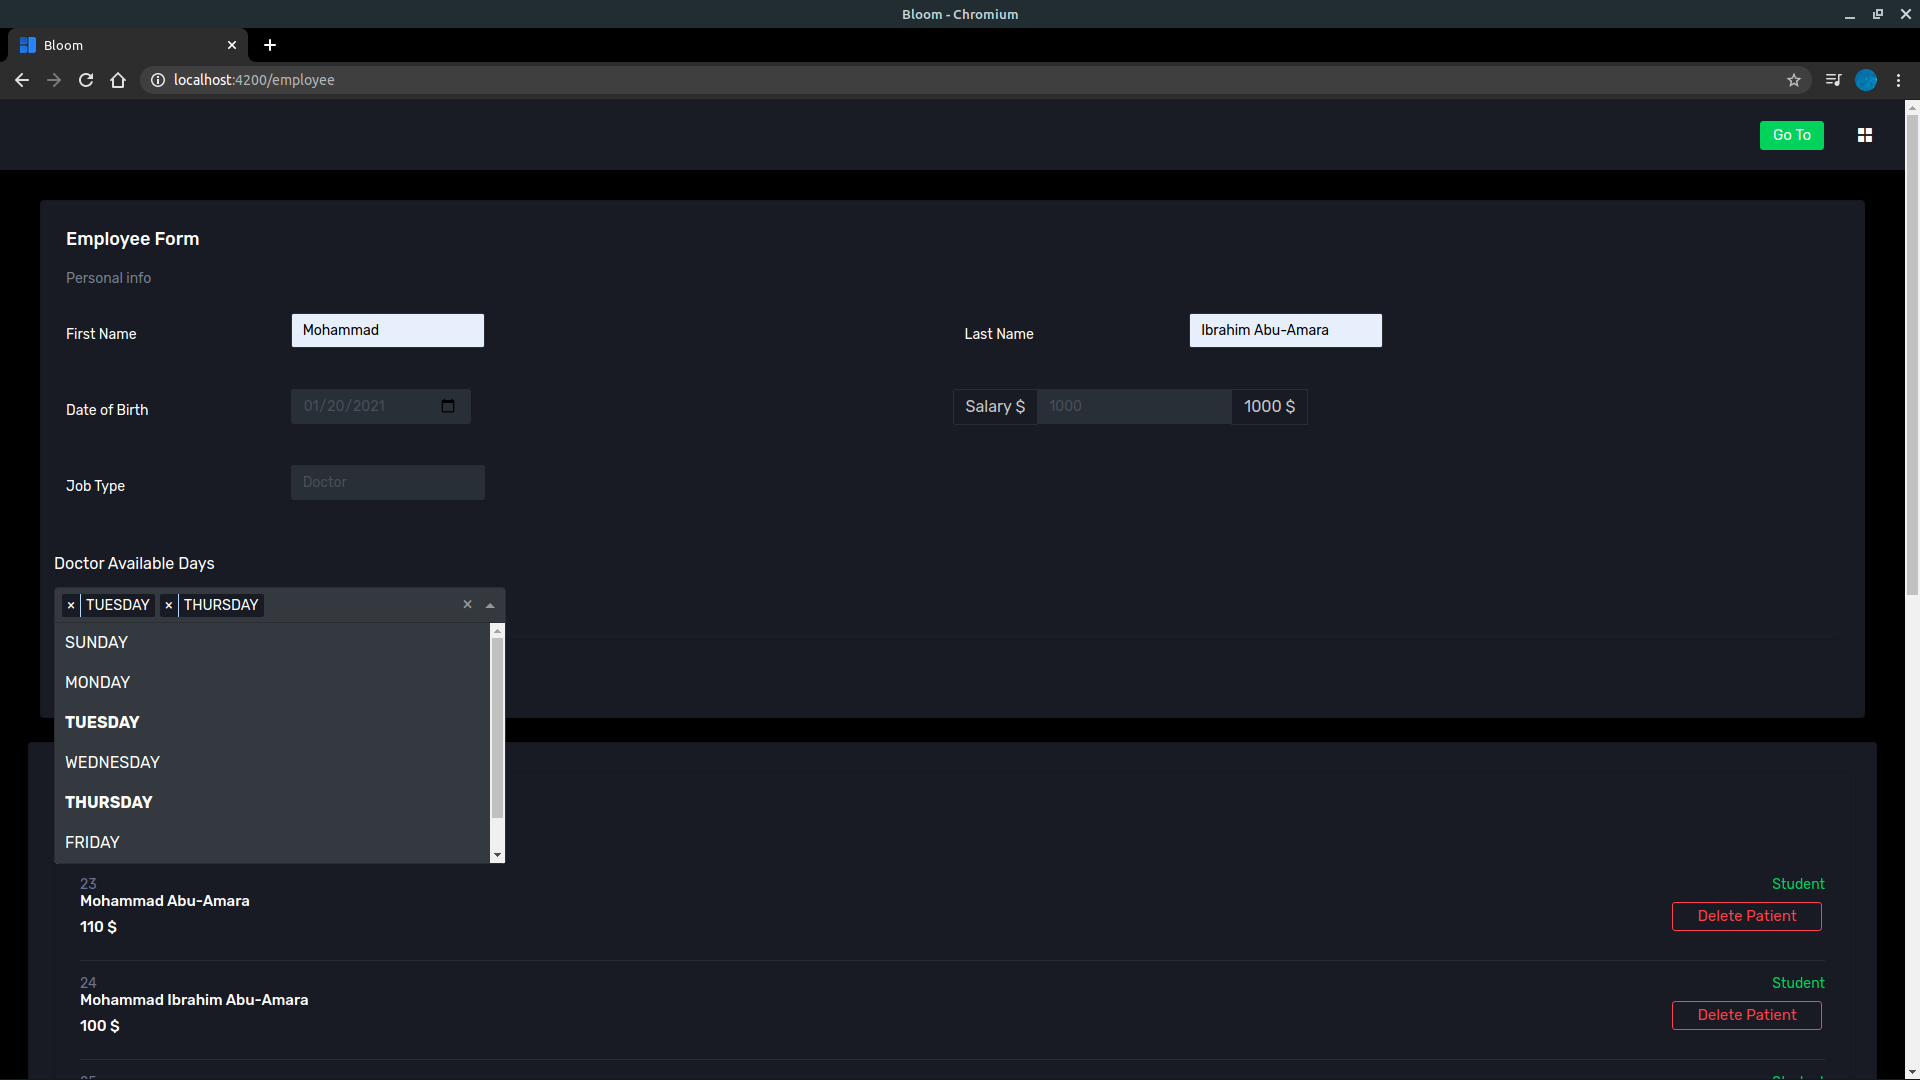 Bloom - Chromium
Bloom
localhost:4200/employee
Go To
Employee Form
Personal info
First Name
Mohammad
Last Name
Ibrahim Abu-Amara
Date of Birth
01/20/2021
Salary $
1000
1000 $
Job Type
Doctor
Doctor Available Days
× TUESDAY × THURSDAY ×
SUNDAY
MONDAY
TUESDAY
WEDNESDAY
THURSDAY
FRIDAY
23
Student
Mohammad Abu-Amara
110 $
Delete Patient
24
Student
Mohammad Ibrahim Abu-Amara
100 $
Delete Patient